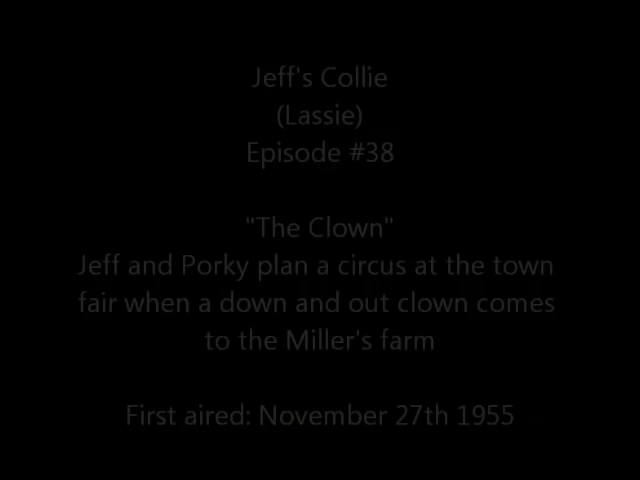 Jeff's Collie
(Lassie)
Episode #38
"The Clown"
Jeff and Porky plan a circus at the town
fair when a down and out clown comes
to the Miller's farm
First aired: November 27th 1955